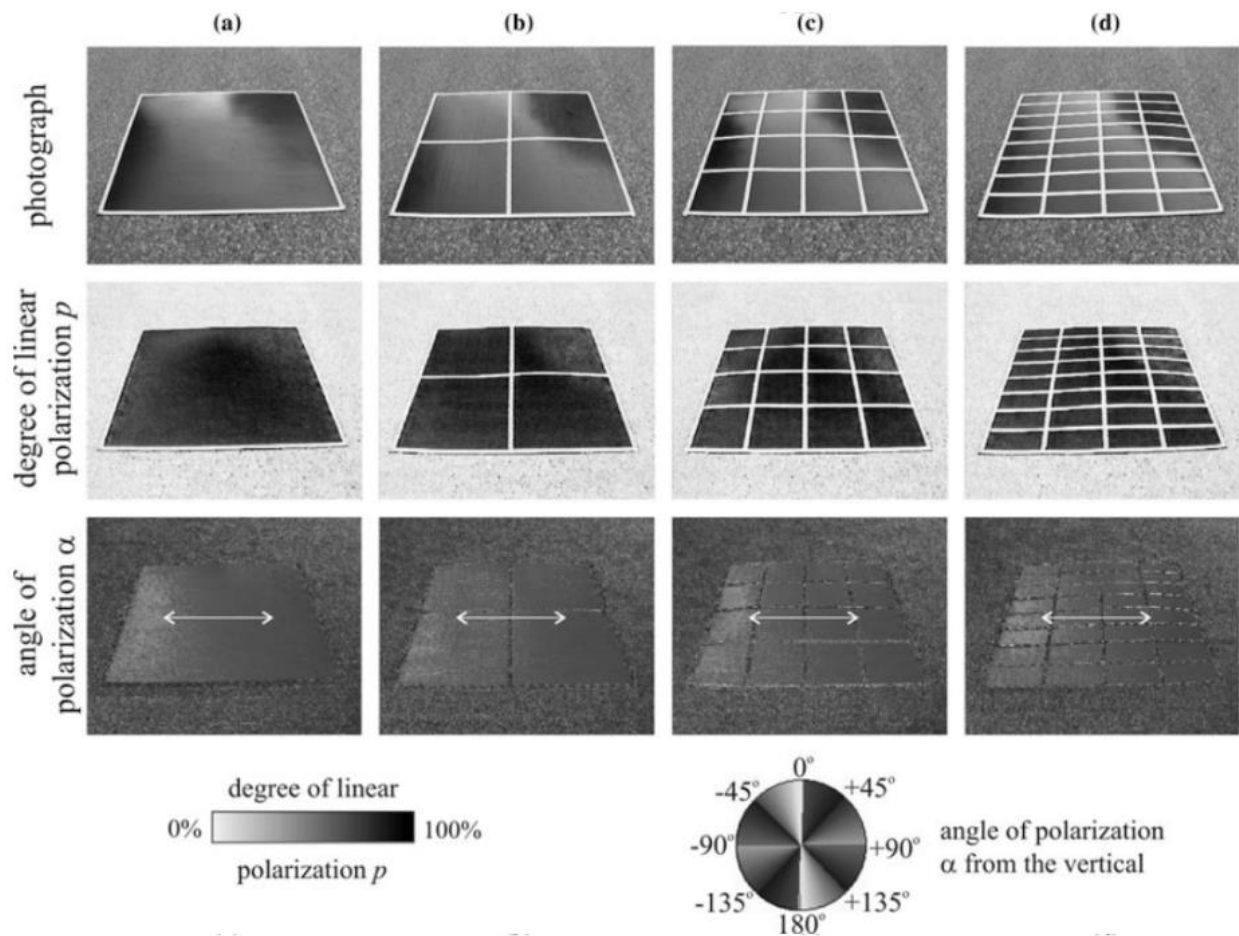 (a) (b) (c) (d)
photograph
degree of linear
polarization p
angle of
polarization α
degree of linear
0% 100%
polarization p
0°
-45° +45°
-90° +90°
-135° +135°
180°
angle of polarization
α from the vertical